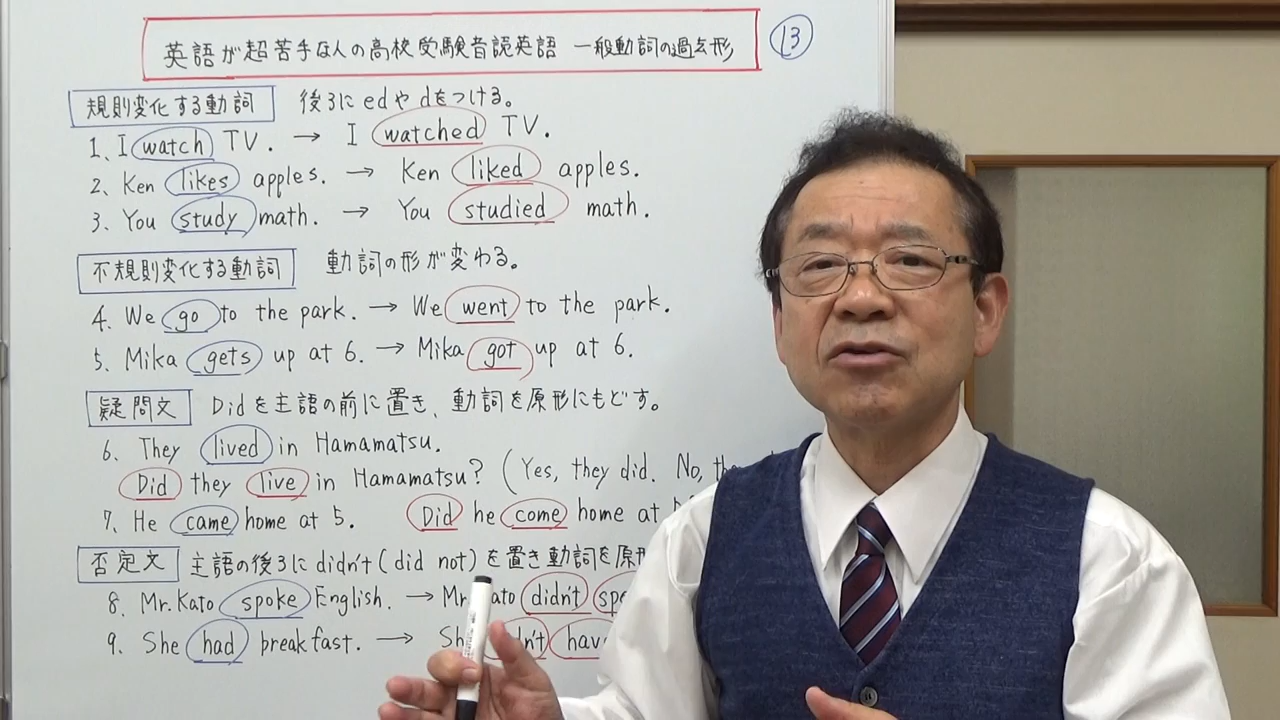 英語が超苦手な人の高校受験音認英語 一般動詞の過去形 13
規則変化する動詞 後ろにedやdをつける。
1、I watch TV. → I watched TV.
2、Ken likes apples. → Ken liked apples.
3、You study math. → You studied math.
不規則変化する動詞 動詞の形が変わる。
4、We go to the park. → We went to the park.
5、Mika gets up at 6. → Mika got up at 6.
疑問文 Didを主語の前に置き、動詞を原形にもどす。
6、They lived in Hamamatsu.
Did they live in Hamamatsu? (Yes, they did. No, the
7、He came home at 5. Did he come home at
否定文 主語の後ろにdidn't(did not)を置き動詞を原形
8、Mr.Kato spoke English. → Mr. Kato didn't spe
9、She had breakfast. → Sh dn't hav